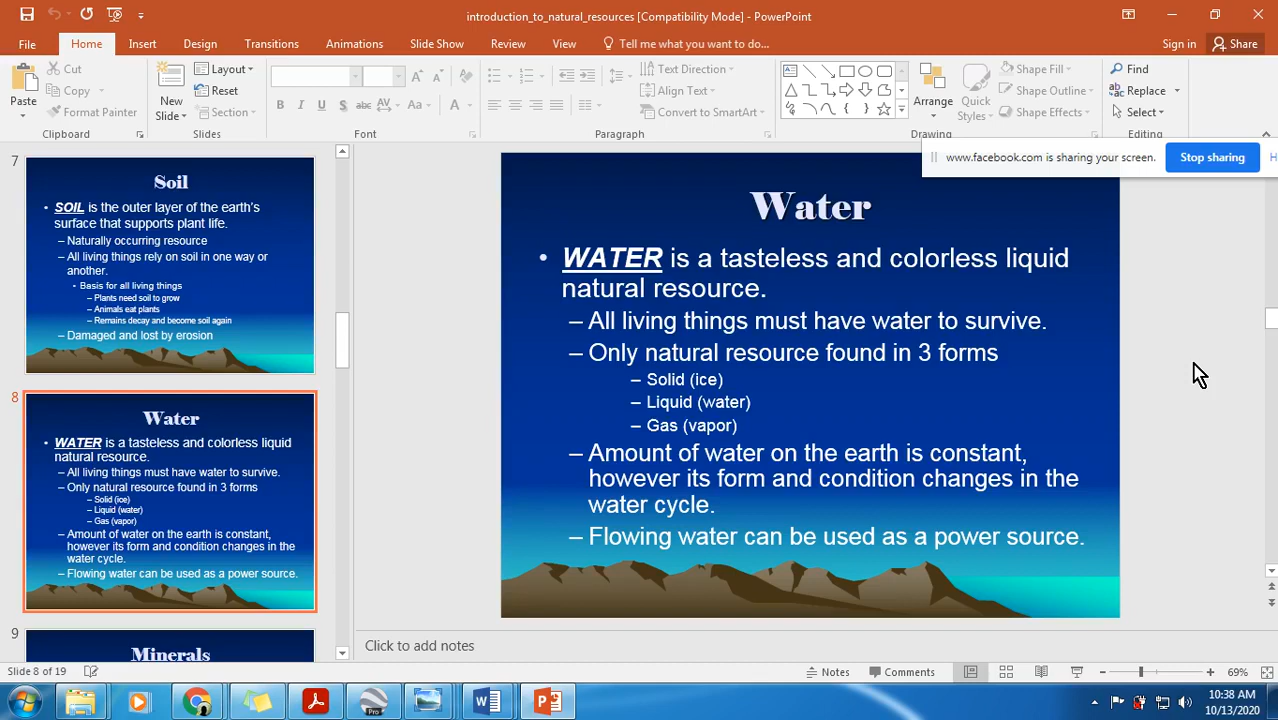 introduction_to_natural_resources [Compatibility Mode] - PowerPoint
File Home Insert Design Transitions Animations Slide Show Review View Tell me what you want to do... Sign in Share
Paste
Cut
Copy
Format Painter
Clipboard
New Slide
Layout
Reset
Section
Slides
B I U S abc AV Aa A
Font
Paragraph
Text Direction
Align Text
Convert to SmartArt
Arrange
Quick Styles
Shape Fill
Shape Outline
Shape Effects
Drawing
Find
Replace
Select
Editing
www.facebook.com is sharing your screen. Stop sharing H
7
Soil
• SOIL is the outer layer of the earth's
surface that supports plant life.
– Naturally occurring resource
– All living things rely on soil in one way or
another.
• Basis for all living things
– Plants need soil to grow
– Animals eat plants
– Remains decay and become soil again
– Damaged and lost by erosion
8
Water
• WATER is a tasteless and colorless liquid
natural resource.
– All living things must have water to survive.
– Only natural resource found in 3 forms
– Solid (ice)
– Liquid (water)
– Gas (vapor)
– Amount of water on the earth is constant,
however its form and condition changes in the
water cycle.
– Flowing water can be used as a power source.
9
Minerals
Water
• WATER is a tasteless and colorless liquid
natural resource.
– All living things must have water to survive.
– Only natural resource found in 3 forms
– Solid (ice)
– Liquid (water)
– Gas (vapor)
– Amount of water on the earth is constant,
however its form and condition changes in the
water cycle.
– Flowing water can be used as a power source.
Click to add notes
Slide 8 of 19 Notes Comments 69%
Pro
10:38 AM
10/13/2020